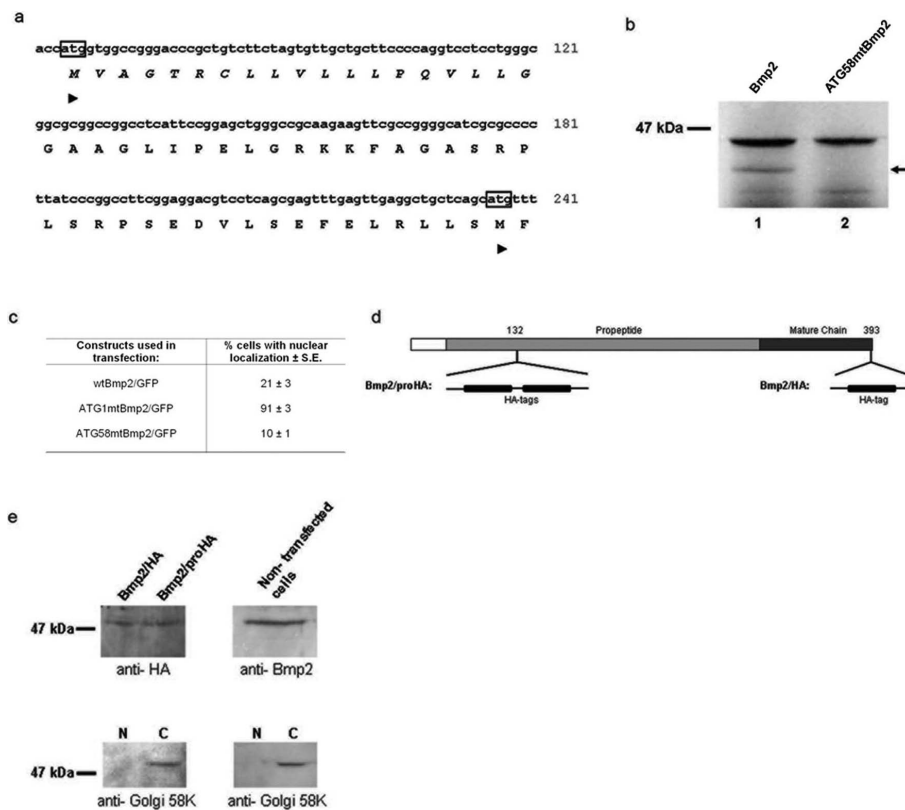 a
accatggtggccgggacccgctgtcttctagtgttgctgcttccccaggtcctcctgggc 121
M V A G T R C L L V L L L P Q V L L G
ggcgcggccggcctcattccggagctgggccgcaagaagttcgccggggcatcgcgcccc 181
G A A G L I P E L G R K K F A G A S R P
ttatcccggccttcggaggacgtcctcagcgagtttgagttgaggctgctcagcatgttt 241
L S R P S E D V L S E F E L R L L S M F
b
Bmp2
ATG58mtBmp2
47 kDa
1 2
c
Constructs used in transfection: % cells with nuclear localization ± S.E.
wtBmp2/GFP 21 ± 3
ATG1mtBmp2/GFP 91 ± 3
ATG58mtBmp2/GFP 10 ± 1
d
132 Propeptide Mature Chain 393
Bmp2/proHA: Bmp2/HA:
HA-tags HA-tag
e
Bmp2/HA
Bmp2/proHA
Non- transfected cells
47 kDa
anti- HA anti- Bmp2
N C N C
47 kDa
anti- Golgi 58K anti- Golgi 58K